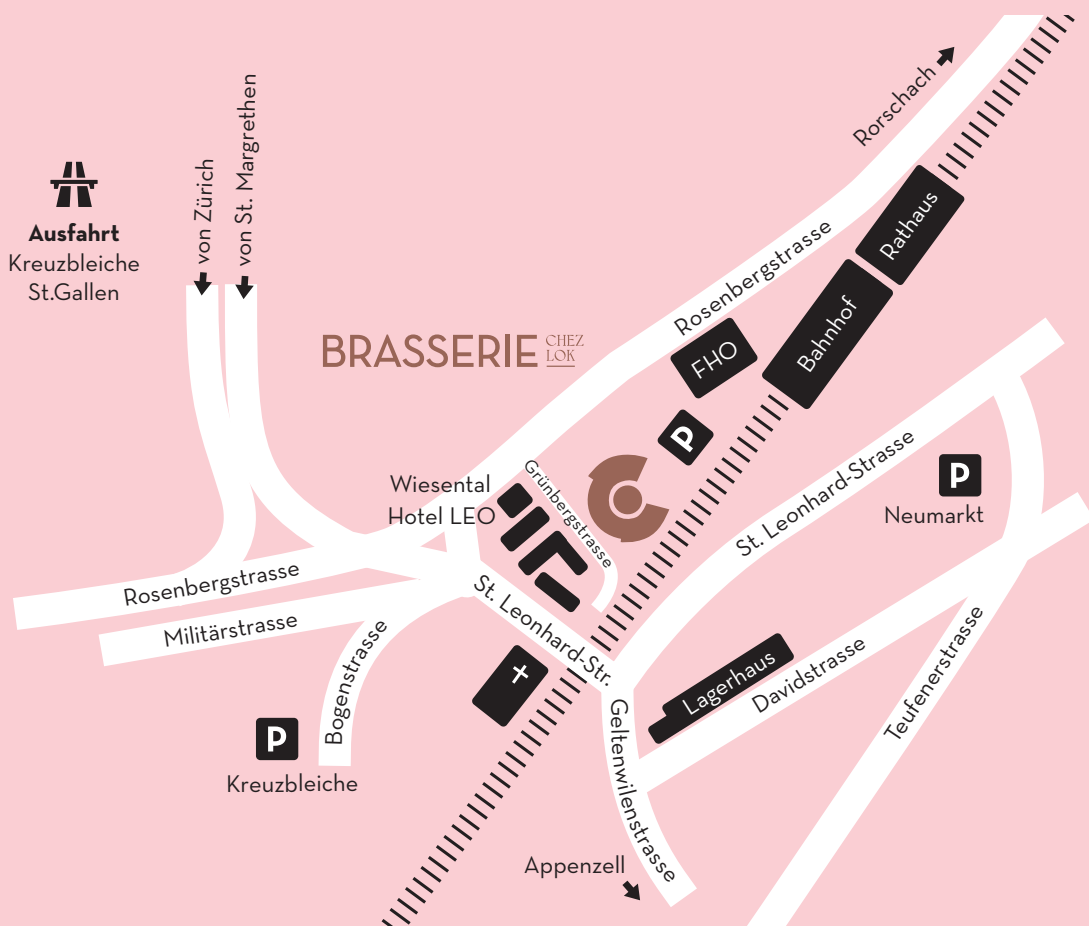 Rorschach
von Zürich
von St. Margrethen
Ausfahrt
Kreuzbleiche
St.Gallen
Rathaus
Rosenbergstrasse
Bahnhof
BRASSERIE
CHEZ
LOK
FHO
P
P
Neumarkt
St. Leonhard-Strasse
Grünbergstrasse
Wiesental
Hotel LEO
Rosenbergstrasse
Militärstrasse
St. Leonhard-Str.
Bogenstrasse
P
Kreuzbleiche
Lagerhaus
Davidstrasse
Teufenerstrasse
Geltenwilenstrasse
Appenzell